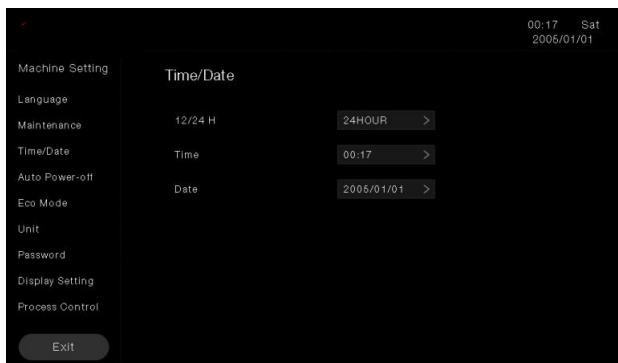 00:17 Sat
2005/01/01
Machine Setting
Language
Maintenance
Time/Date
Auto Power-off
Eco Mode
Unit
Password
Display Setting
Process Control
Exit
Time/Date
12/24 H 24HOUR >
Time 00:17 >
Date 2005/01/01 >